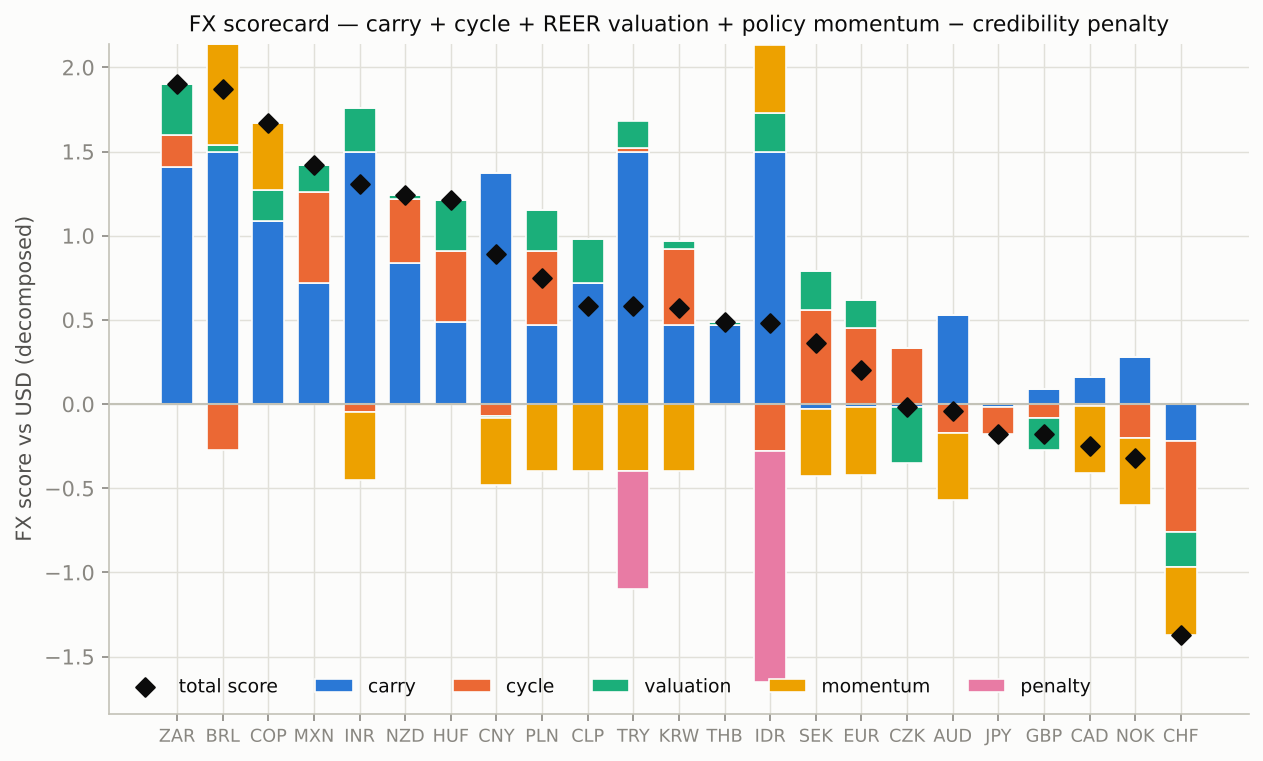 FX scorecard — carry + cycle + REER valuation + policy momentum − credibility penalty
FX score vs USD (decomposed)
2.0
1.5
1.0
0.5
0.0
−0.5
−1.0
−1.5
total score carry cycle valuation momentum penalty
ZAR BRL COP MXN INR NZD HUF CNY PLN CLP TRY KRW THB IDR SEK EUR CZK AUD JPY GBP CAD NOK CHF